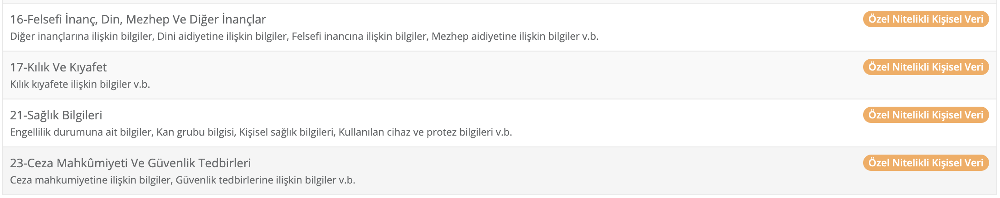 16-Felsefi İnanç, Din, Mezhep Ve Diğer İnançlar
Özel Nitelikli Kişisel Veri
Diğer inançlarına ilişkin bilgiler, Dini aidiyetine ilişkin bilgiler, Felsefi inancına ilişkin bilgiler, Mezhep aidiyetine ilişkin bilgiler v.b.
17-Kılık Ve Kıyafet
Özel Nitelikli Kişisel Veri
Kılık kıyafete ilişkin bilgiler v.b.
21-Sağlık Bilgileri
Özel Nitelikli Kişisel Veri
Engellilik durumuna ait bilgiler, Kan grubu bilgisi, Kişisel sağlık bilgileri, Kullanılan cihaz ve protez bilgileri v.b.
23-Ceza Mahkûmiyeti Ve Güvenlik Tedbirleri
Özel Nitelikli Kişisel Veri
Ceza mahkumiyetine ilişkin bilgiler, Güvenlik tedbirlerine ilişkin bilgiler v.b.